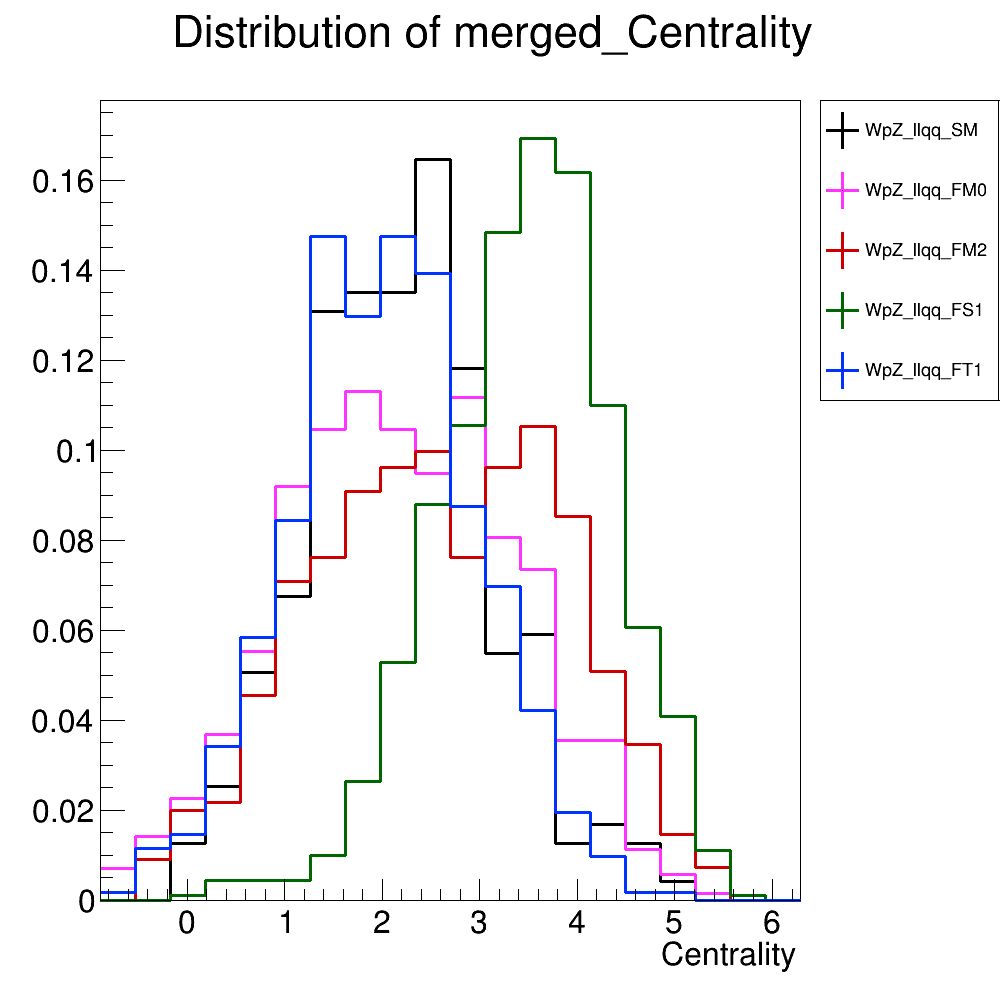 Distribution of merged_Centrality
WpZ_llqq_SM
WpZ_llqq_FM0
WpZ_llqq_FM2
WpZ_llqq_FS1
WpZ_llqq_FT1
0.16
0.14
0.12
0.1
0.08
0.06
0.04
0.02
0
0 1 2 3 4 5 6
Centrality